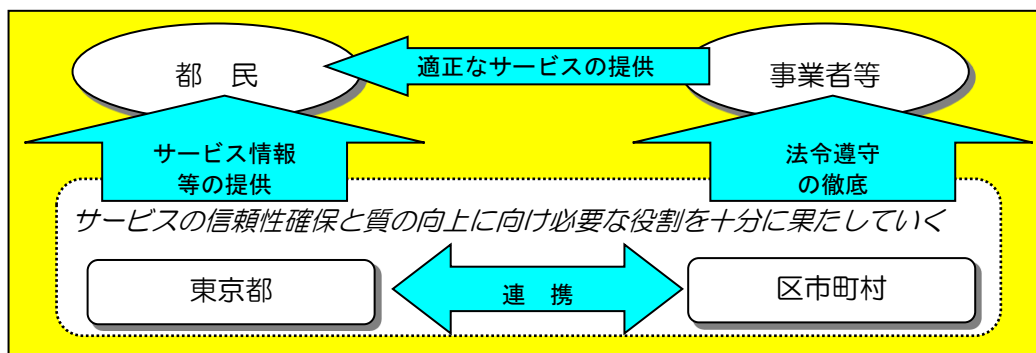 都　民
適正なサービスの提供
事業者等
サービス情報
等の提供
法令遵守
の徹底
サービスの信頼性確保と質の向上に向け必要な役割を十分に果たしていく
東京都
連　携
区市町村